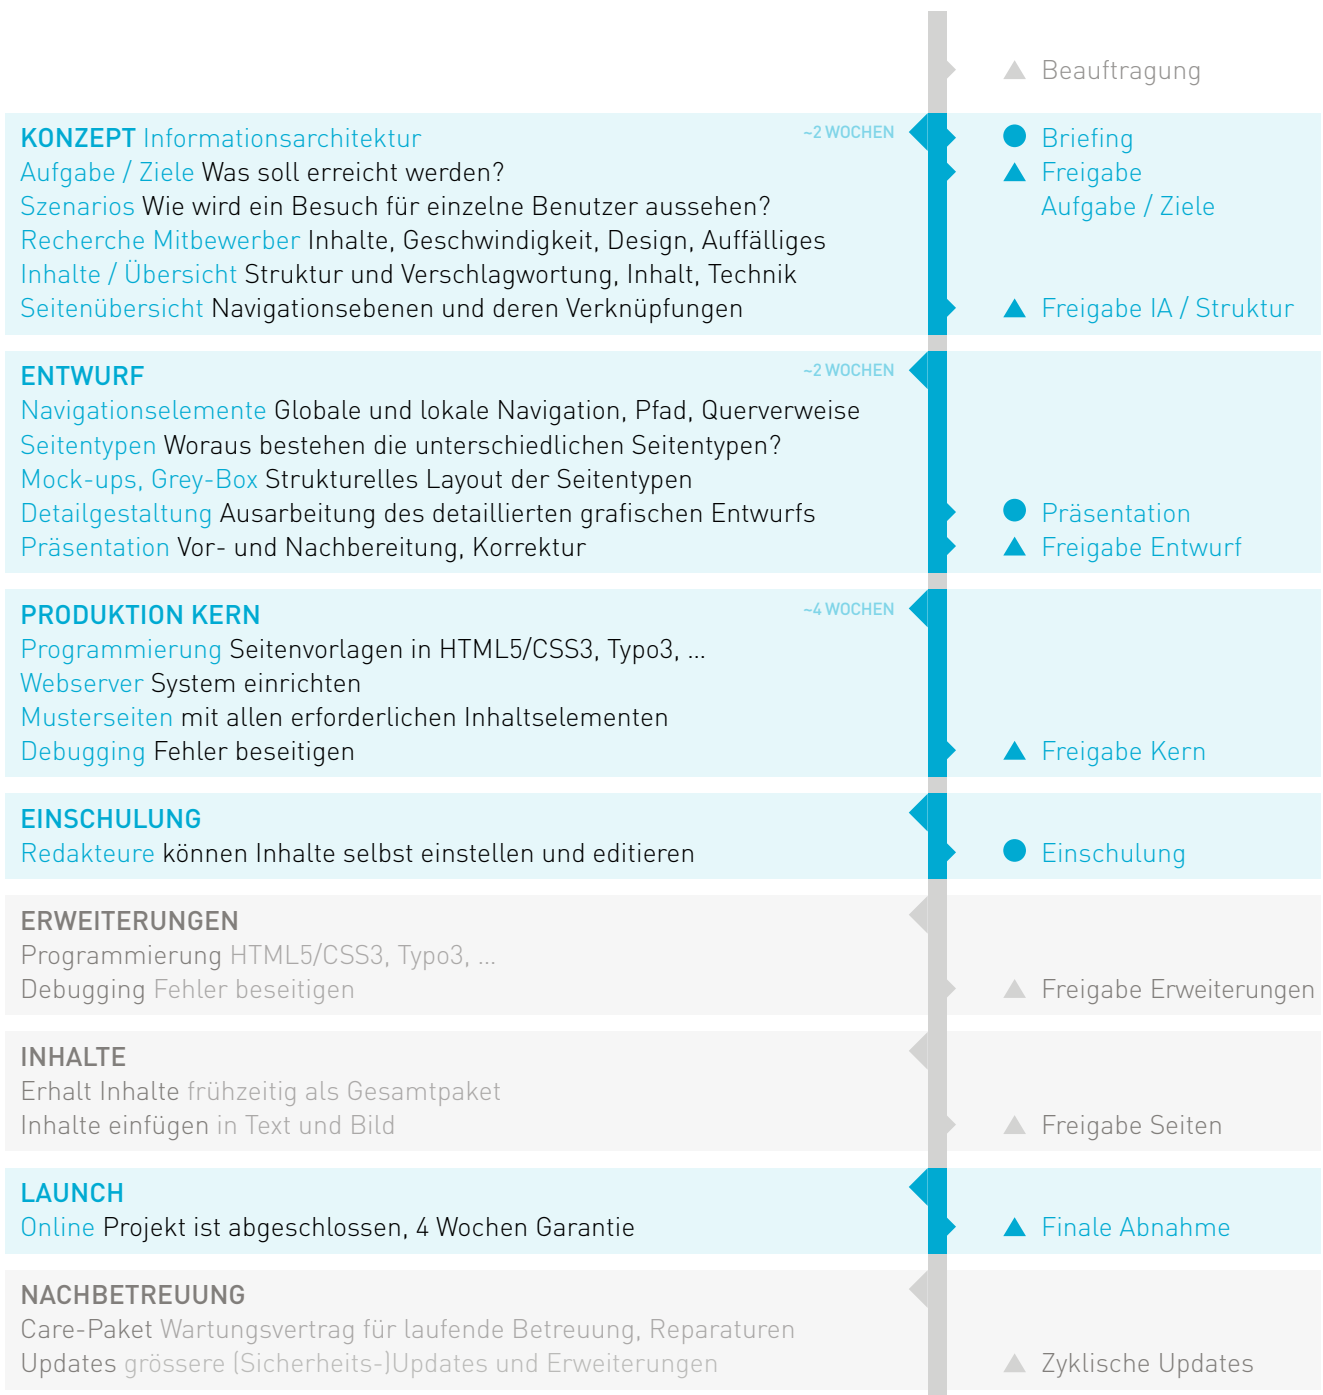 Beauftragung
KONZEPT Informationsarchitektur
~2 WOCHEN
Briefing
Aufgabe / Ziele Was soll erreicht werden?
Freigabe
Szenarios Wie wird ein Besuch für einzelne Benutzer aussehen?
Aufgabe / Ziele
Recherche Mitbewerber Inhalte, Geschwindigkeit, Design, Auffälliges
Inhalte / Übersicht Struktur und Verschlagwortung, Inhalt, Technik
Seitenübersicht Navigationsebenen und deren Verknüpfungen
Freigabe IA / Struktur
ENTWURF
~2 WOCHEN
Navigationselemente Globale und lokale Navigation, Pfad, Querverweise
Seitentypen Woraus bestehen die unterschiedlichen Seitentypen?
Mock-ups, Grey-Box Strukturelles Layout der Seitentypen
Detailgestaltung Ausarbeitung des detaillierten grafischen Entwurfs
Präsentation
Präsentation Vor- und Nachbereitung, Korrektur
Freigabe Entwurf
PRODUKTION KERN
~4 WOCHEN
Programmierung Seitenvorlagen in HTML5/CSS3, Typo3, ...
Webserver System einrichten
Musterseiten mit allen erforderlichen Inhaltselementen
Debugging Fehler beseitigen
Freigabe Kern
EINSCHULUNG
Redakteure können Inhalte selbst einstellen und editieren
Einschulung
ERWEITERUNGEN
Programmierung HTML5/CSS3, Typo3, ...
Debugging Fehler beseitigen
Freigabe Erweiterungen
INHALTE
Erhalt Inhalte frühzeitig als Gesamtpaket
Inhalte einfügen in Text und Bild
Freigabe Seiten
LAUNCH
Online Projekt ist abgeschlossen, 4 Wochen Garantie
Finale Abnahme
NACHBETREUUNG
Care-Paket Wartungsvertrag für laufende Betreuung, Reparaturen
Updates grössere (Sicherheits-)Updates und Erweiterungen
Zyklische Updates